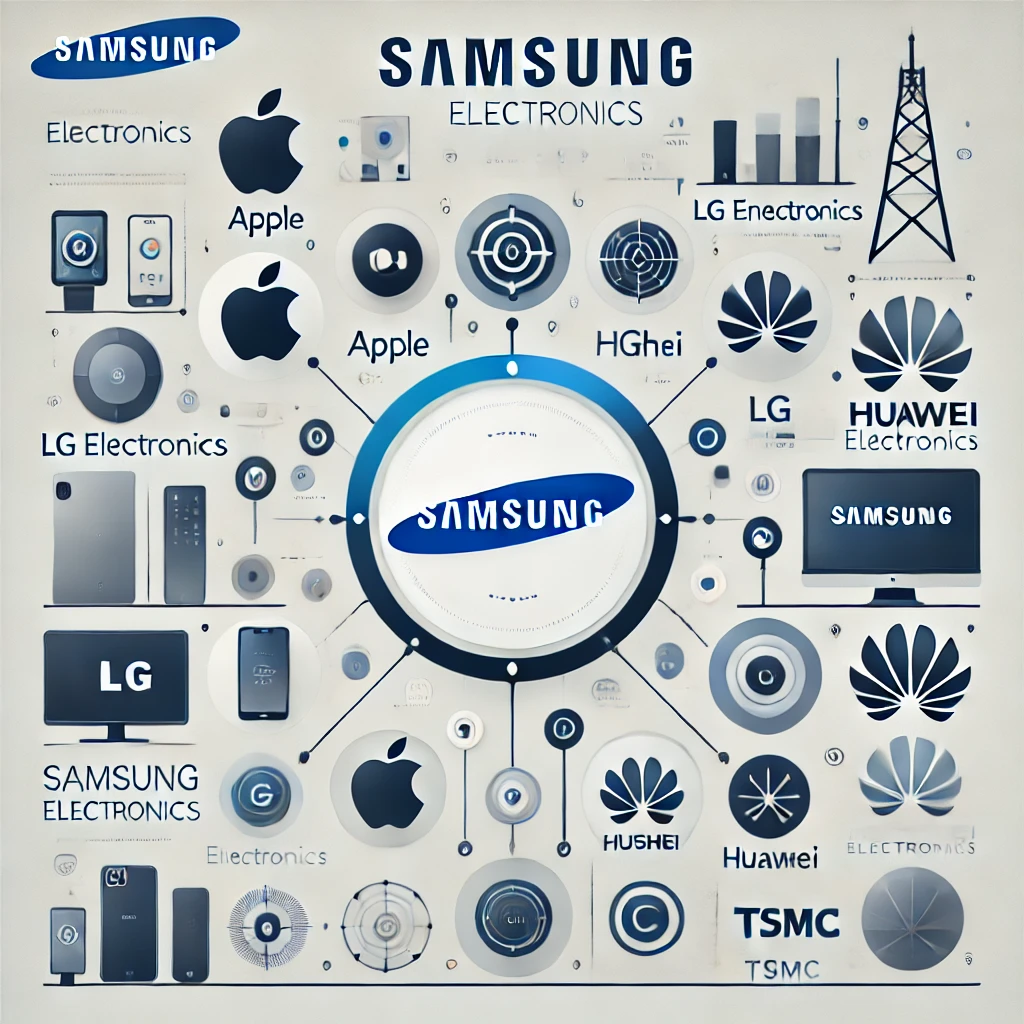 SAMSUNG
SAMSUNG
ELECTRONICS
Electronics
Apple
LG Enectronics
Apple
HGhei
LG
HUAWEI
Electronics
LG Electronics
SAMSUNG
SAMSUNG
LG
SAMSUNG
ELECTRONICS
G
HUSHEI
Huawei
ELECTRONICS
Electronics
C
TSMC
TSMC